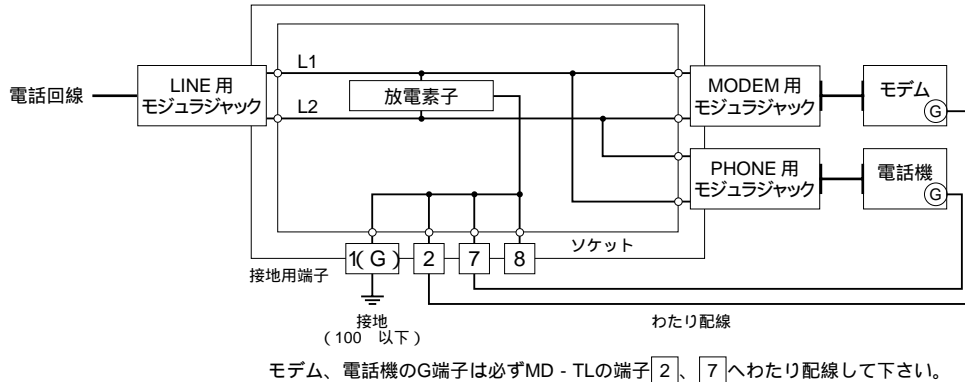 電話回線
LINE 用
モジュラジャック
L1
L2
放電素子
MODEM 用
モジュラジャック
モデム
G
PHONE 用
モジュラジャック
電話機
G
ソケット
接地用端子
1( G )
2
7
8
接地
( 100 以下 )
わたり配線
モデム、電話機のG端子は必ずMD - TLの端子 2 、 7 へわたり配線して下さい。